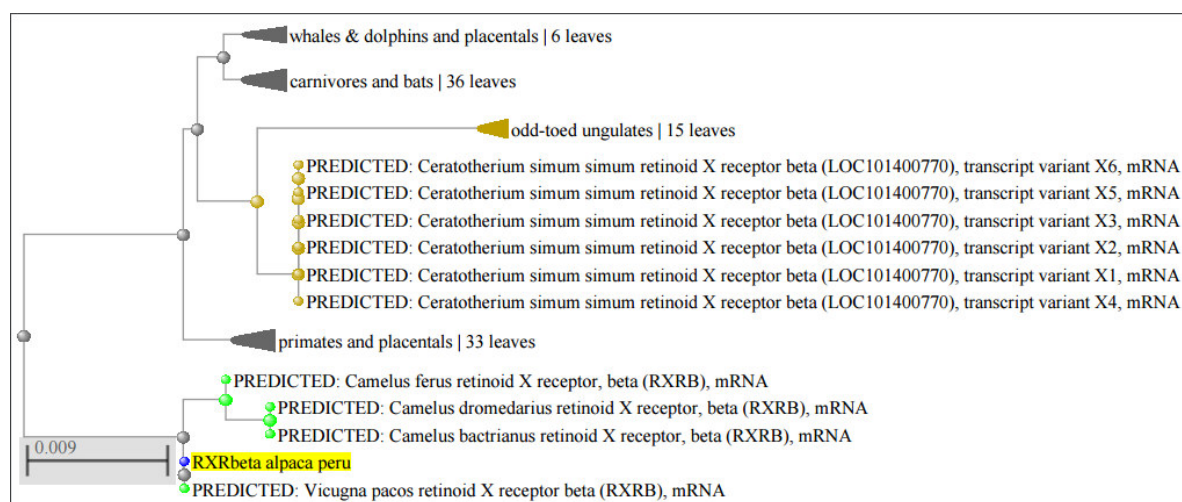 whales & dolphins and placentals | 6 leaves
carnivores and bats | 36 leaves
odd-toed ungulates | 15 leaves
PREDICTED: Ceratotherium simum simum retinoid X receptor beta (LOC101400770), transcript variant X6, mRNA
PREDICTED: Ceratotherium simum simum retinoid X receptor beta (LOC101400770), transcript variant X5, mRNA
PREDICTED: Ceratotherium simum simum retinoid X receptor beta (LOC101400770), transcript variant X3, mRNA
PREDICTED: Ceratotherium simum simum retinoid X receptor beta (LOC101400770), transcript variant X2, mRNA
PREDICTED: Ceratotherium simum simum retinoid X receptor beta (LOC101400770), transcript variant X1, mRNA
PREDICTED: Ceratotherium simum simum retinoid X receptor beta (LOC101400770), transcript variant X4, mRNA
primates and placentals | 33 leaves
PREDICTED: Camelus ferus retinoid X receptor, beta (RXRB), mRNA
PREDICTED: Camelus dromedarius retinoid X receptor, beta (RXRB), mRNA
PREDICTED: Camelus bactrianus retinoid X receptor, beta (RXRB), mRNA
0.009
RXRbeta alpaca peru
PREDICTED: Vicugna pacos retinoid X receptor beta (RXRB), mRNA